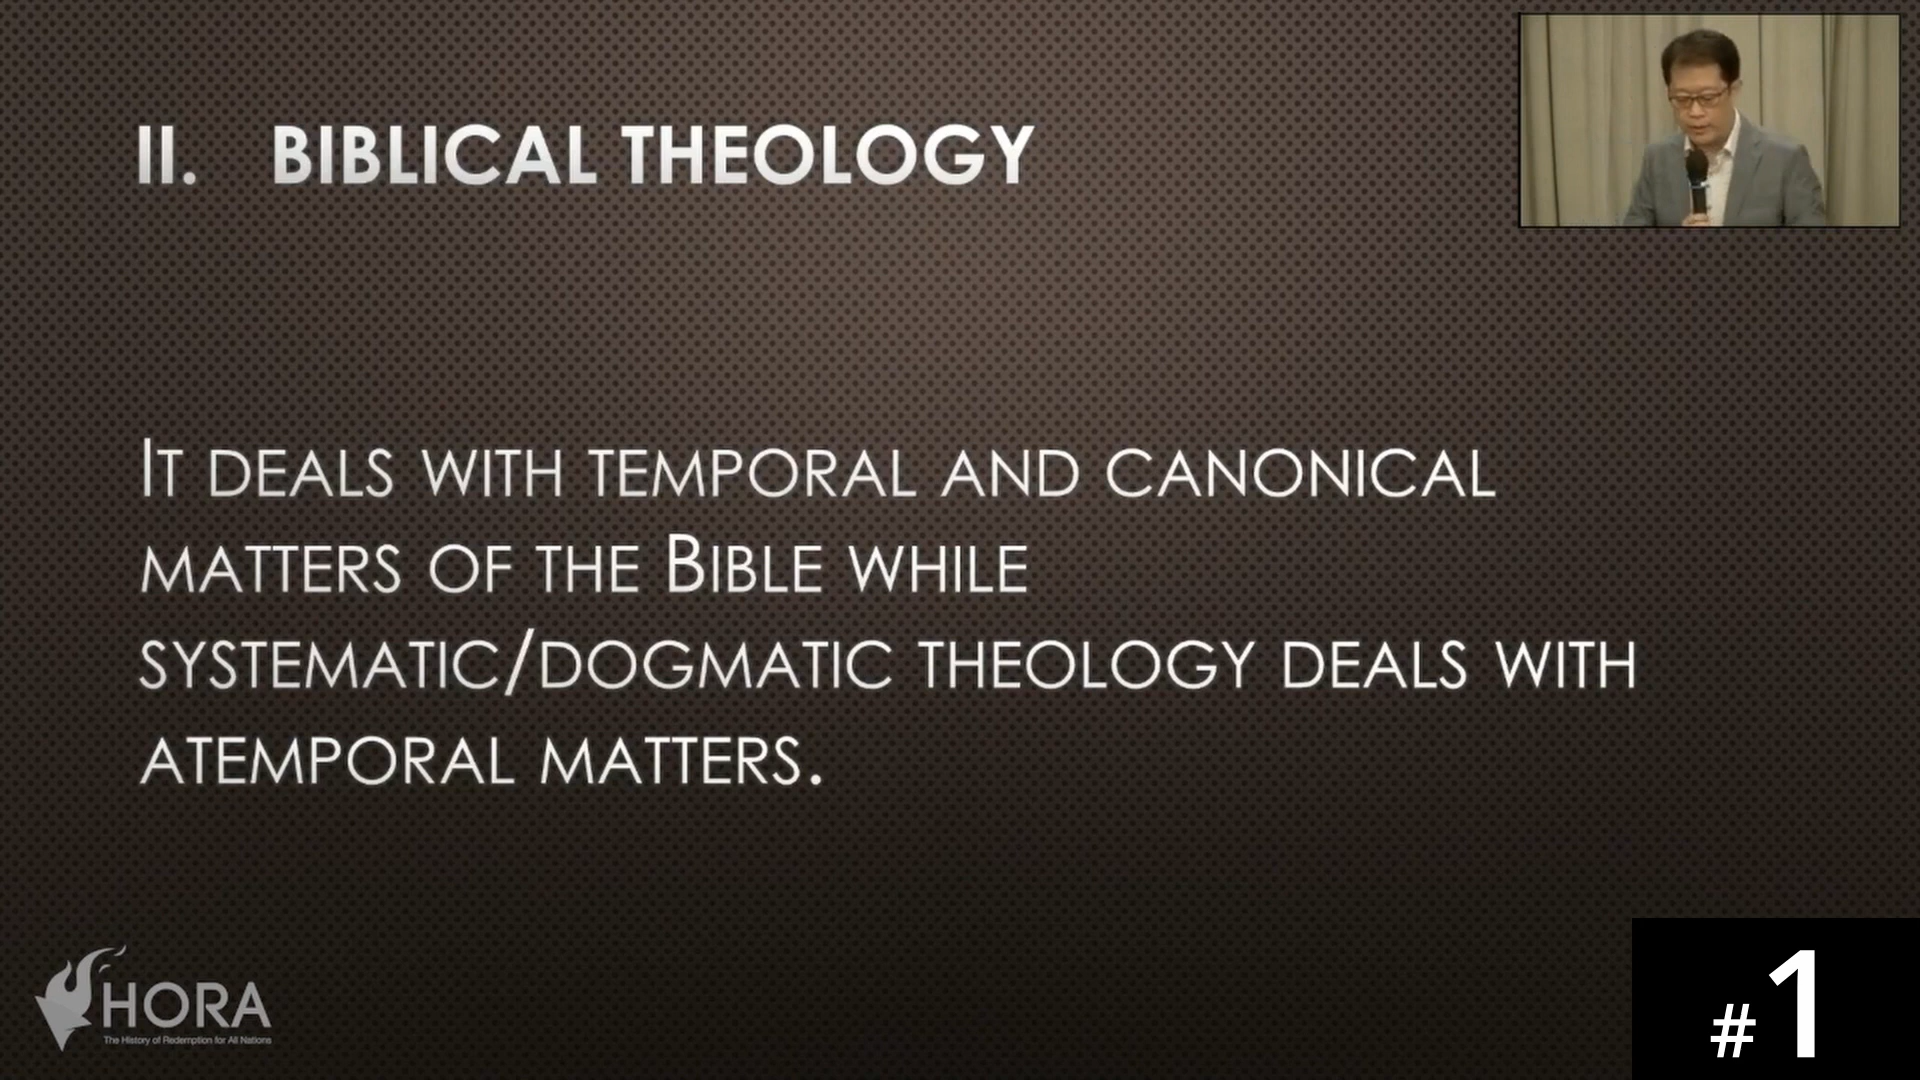 II. BIBLICAL THEOLOGY
IT DEALS WITH TEMPORAL AND CANONICAL
MATTERS OF THE BIBLE WHILE
SYSTEMATIC/DOGMATIC THEOLOGY DEALS WITH
ATEMPORAL MATTERS.
HORA
The History of Redemption for All Nations
#1